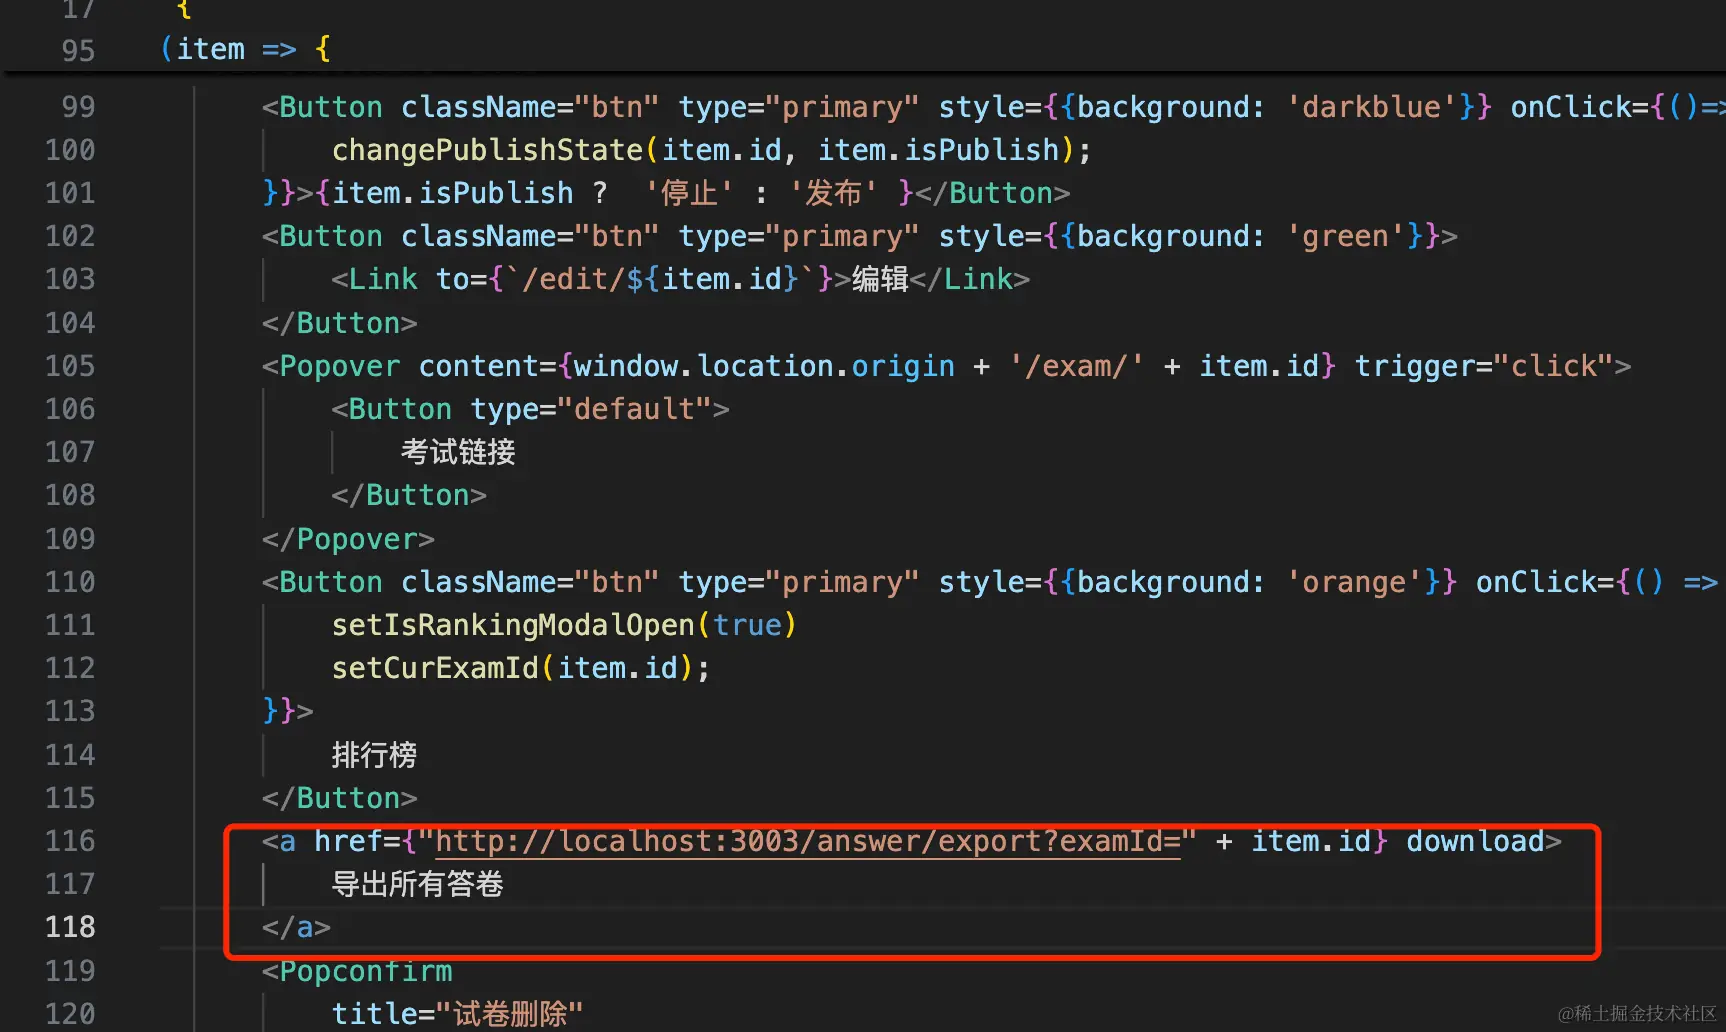 17 {
95 (item => {
99 <Button className="btn" type="primary" style={{background: 'darkblue'}} onClick={()=>
100 changePublishState(item.id, item.isPublish);
101 }}>{item.isPublish ?  '停止' : '发布' }</Button>
102 <Button className="btn" type="primary" style={{background: 'green'}}>
103 <Link to={`/edit/${item.id}`}>编辑</Link>
104 </Button>
105 <Popover content={window.location.origin + '/exam/' + item.id} trigger="click">
106 <Button type="default">
107 考试链接
108 </Button>
109 </Popover>
110 <Button className="btn" type="primary" style={{background: 'orange'}} onClick={() =>
111 setIsRankingModalOpen(true)
112 setCurExamId(item.id);
113 }}>
114 排行榜
115 </Button>
116 <a href={"http://localhost:3003/answer/export?examId=" + item.id} download>
117 导出所有答卷
118 </a>
119 <Popconfirm
120 title="试卷删除"
@稀土掘金技术社区